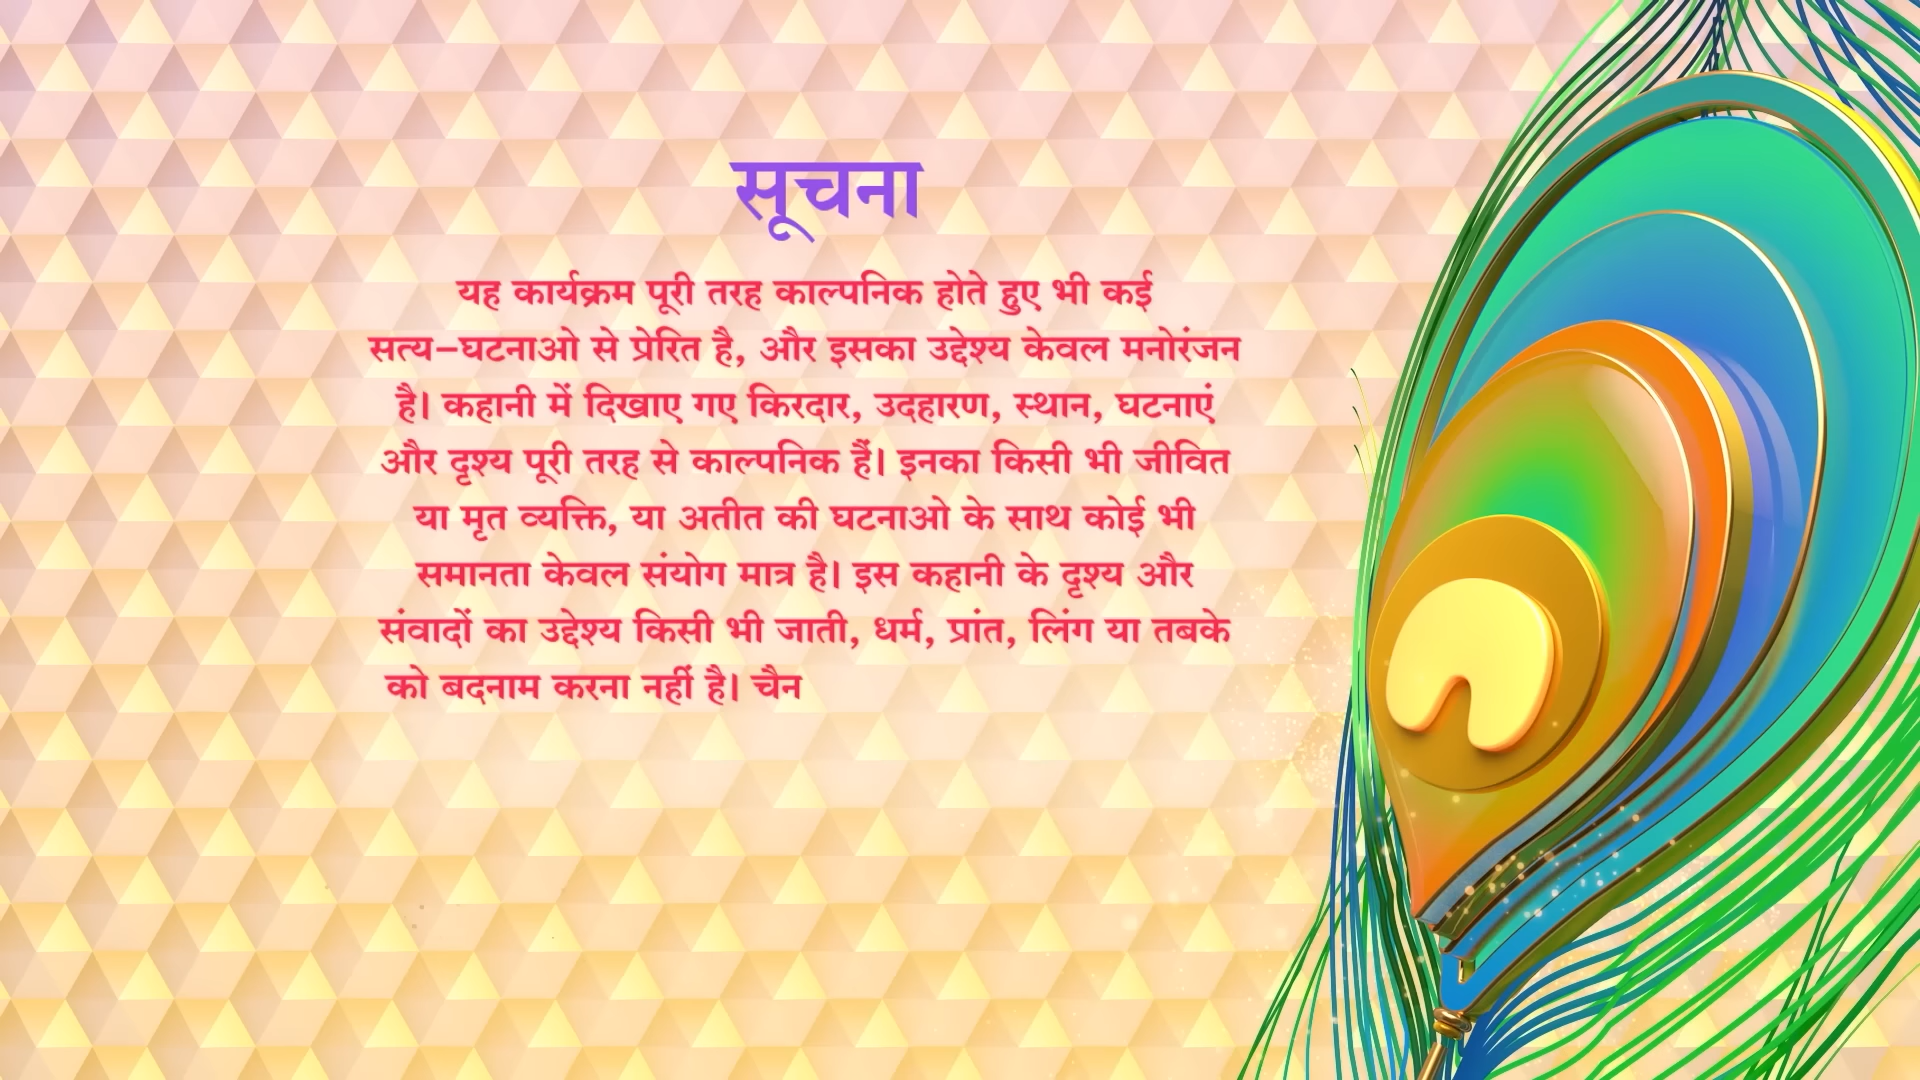 सूचना
यह कार्यक्रम पूरी तरह काल्पनिक होते हुए भी कई
सत्य–घटनाओ से प्रेरित है, और इसका उद्देश्य केवल मनोरंजन
है। कहानी में दिखाए गए किरदार, उदहारण, स्थान, घटनाएं
और दृश्य पूरी तरह से काल्पनिक हैं। इनका किसी भी जीवित
या मृत व्यक्ति, या अतीत की घटनाओ के साथ कोई भी
समानता केवल संयोग मात्र है। इस कहानी के दृश्य और
संवादों का उद्देश्य किसी भी जाती, धर्म, प्रांत, लिंग या तबके
को बदनाम करना नहीं है। चैन